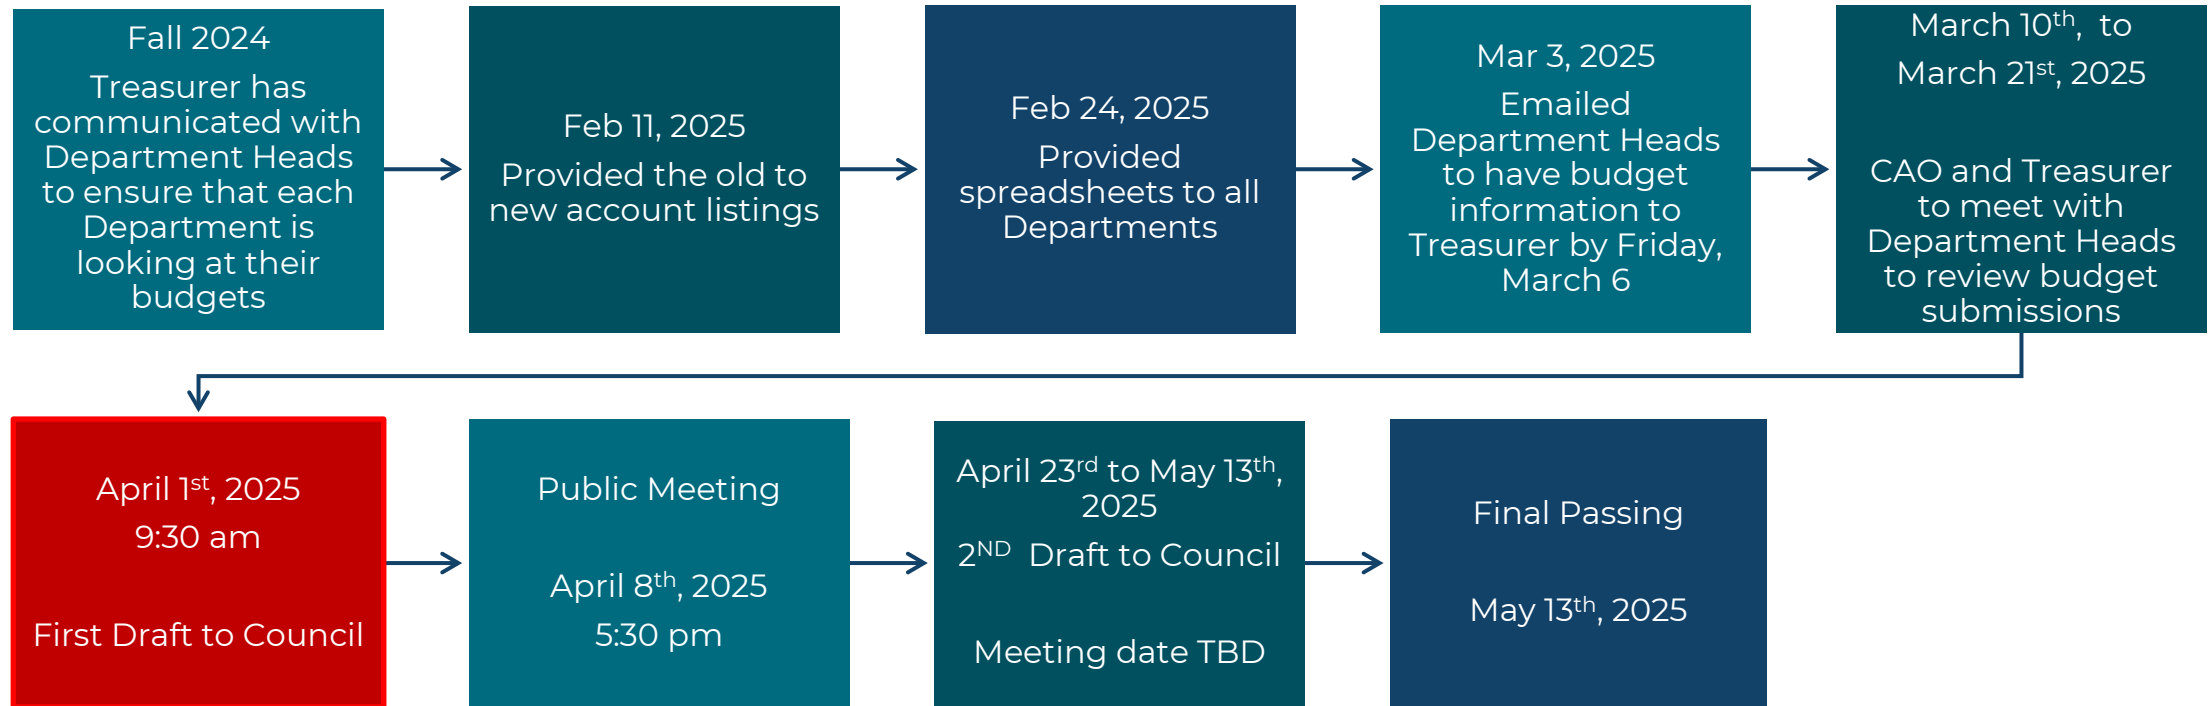 Fall 2024
Treasurer has
communicated with
Department Heads
to ensure that each
Department is
looking at their
budgets
Feb 11, 2025
Provided the old to
new account listings
Feb 24, 2025
Provided
spreadsheets to all
Departments
Mar 3, 2025
Emailed
Department Heads
to have budget
information to
Treasurer by Friday,
March 6
March 10th, to
March 21st, 2025
CAO and Treasurer
to meet with
Department Heads
to review budget
submissions
April 1st, 2025
9:30 am
First Draft to Council
Public Meeting
April 8th, 2025
5:30 pm
April 23rd to May 13th,
2025
2ND Draft to Council
Meeting date TBD
Final Passing
May 13th, 2025